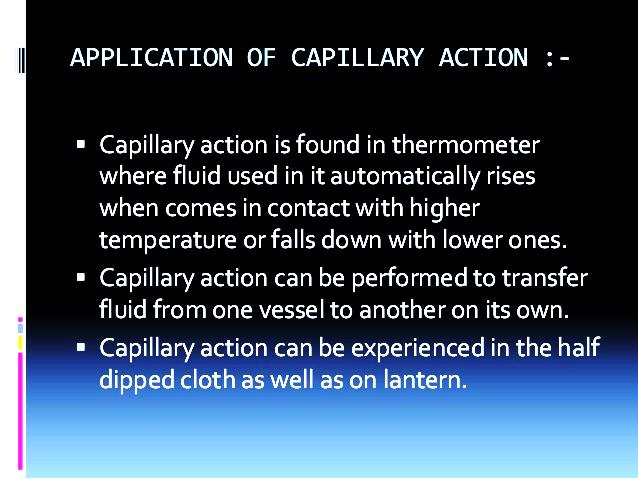 APPLICATION OF CAPILLARY ACTION :-
▪ Capillary action is found in thermometer
where fluid used in it automatically rises
when comes in contact with higher
temperature or falls down with lower ones.
▪ Capillary action can be performed to transfer
fluid from one vessel to another on its own.
▪ Capillary action can be experienced in the half
dipped cloth as well as on lantern.